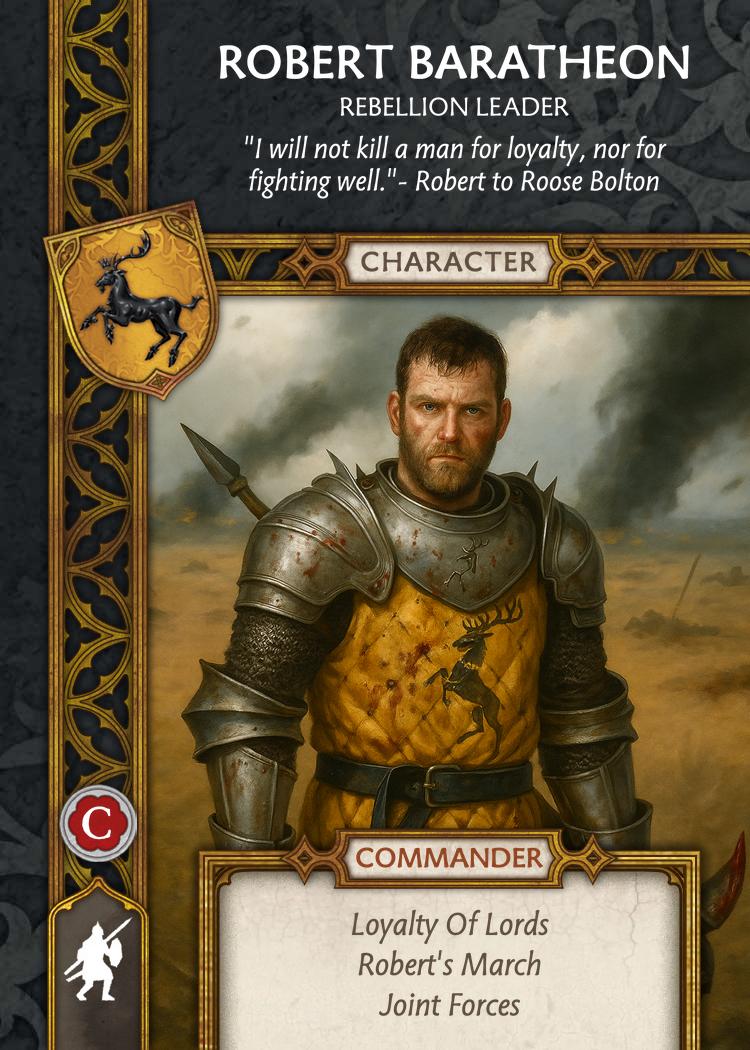 ROBERT BARATHEON
REBELLION LEADER
"I will not kill a man for loyalty, nor for
fighting well."- Robert to Roose Bolton
CHARACTER
C
COMMANDER
Loyalty Of Lords
Robert's March
Joint Forces